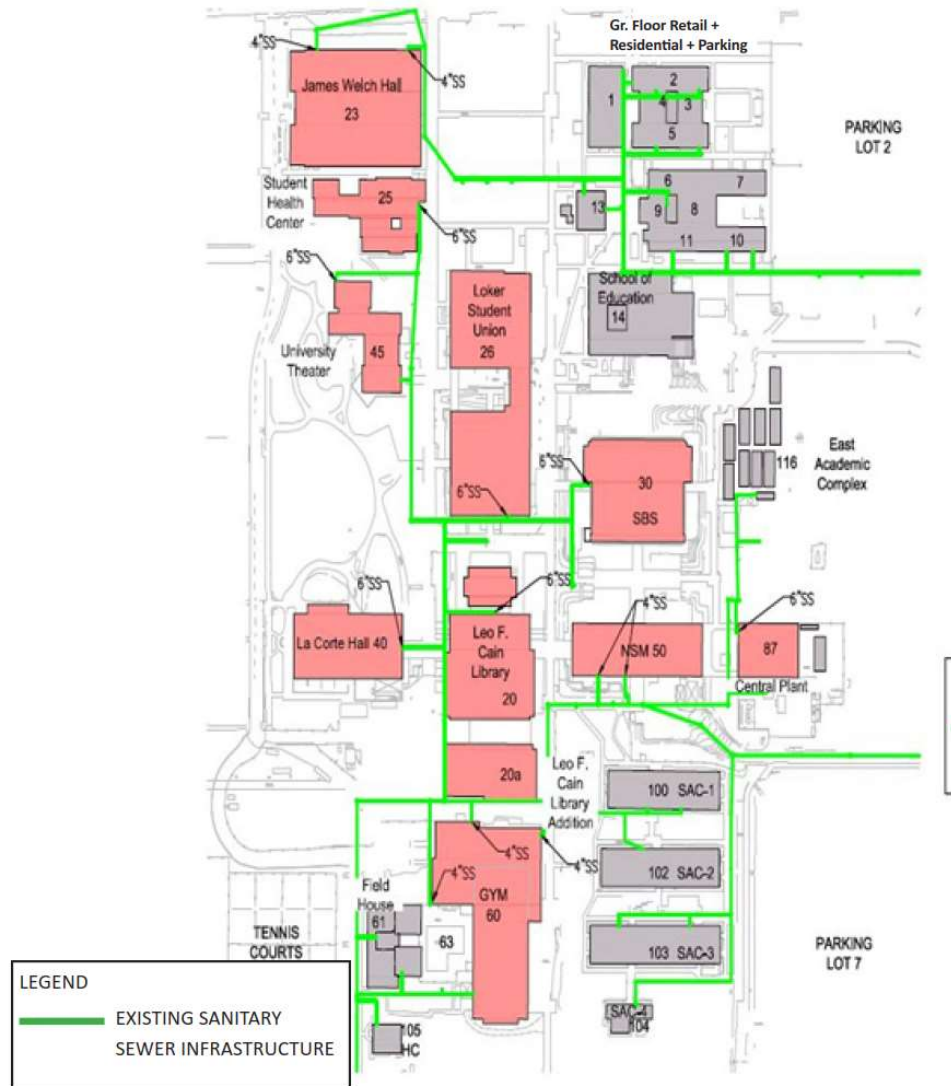 Gr. Floor Retail +
Residential + Parking
4"SS
4"SS
James Welch Hall
23
1
2
4
3
5
PARKING
LOT 2
Student
Health
Center
25
6"SS
13
6
7
9
8
11
10
6"SS
University
Theater
45
Loker
Student
Union
26
School of
Education
14
6"SS
6"SS
30
SBS
116
East
Academic
Complex
6"SS
La Corte Hall 40
6"SS
Leo F.
Cain
Library
20
4"SS
NSM 50
6"SS
87
Central Plant
20a
Leo F.
Cain
Library
Addition
100 SAC-1
102 SAC-2
103 SAC-3
SAC-4
104
4"SS
4"SS
4"SS
GYM
60
Field
House
61
63
TENNIS
COURTS
105
HC
PARKING
LOT 7
LEGEND
EXISTING SANITARY
SEWER INFRASTRUCTURE